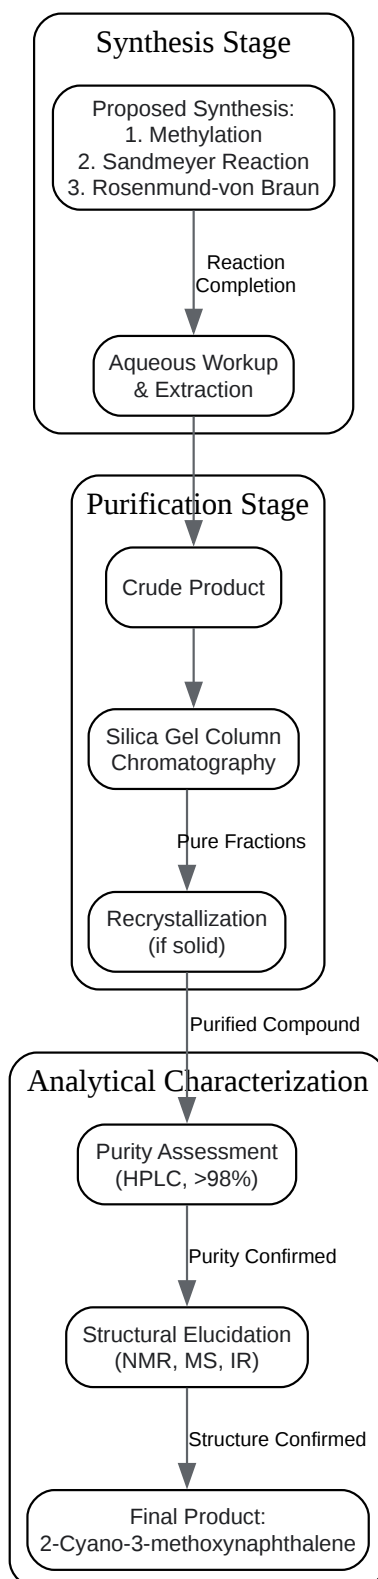 Synthesis Stage
Proposed Synthesis:
1. Methylation
2. Sandmeyer Reaction
3. Rosenmund-von Braun
Reaction
Completion
Aqueous Workup
& Extraction
Purification Stage
Crude Product
Silica Gel Column
Chromatography
Pure Fractions
Recrystallization
(if solid)
Purified Compound
Analytical Characterization
Purity Assessment
(HPLC, >98%)
Purity Confirmed
Structural Elucidation
(NMR, MS, IR)
Structure Confirmed
Final Product:
2-Cyano-3-methoxynaphthalene